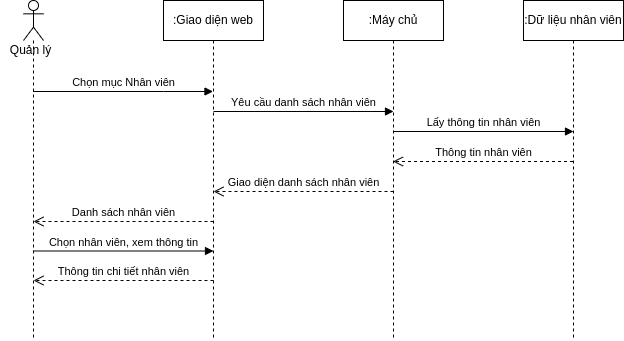 :Giao diện web
:Máy chủ
:Dữ liệu nhân viên
Quản lý
Chọn mục Nhân viên
Yêu cầu danh sách nhân viên
Lấy thông tin nhân viên
Thông tin nhân viên
Giao diện danh sách nhân viên
Danh sách nhân viên
Chọn nhân viên, xem thông tin
Thông tin chi tiết nhân viên